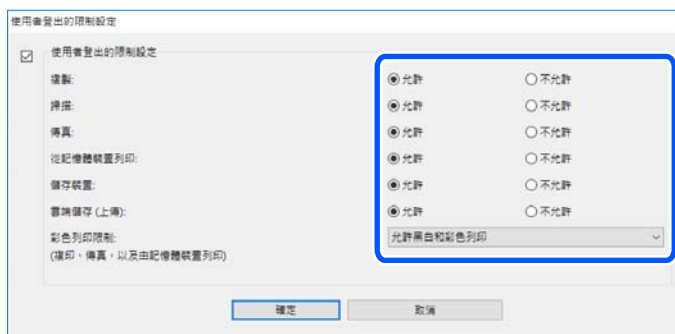 使用者登出的限制設定
使用者登出的限制設定
複製: 允許 不允許
掃描: 允許 不允許
傳真: 允許 不允許
從記憶體裝置列印: 允許 不允許
儲存裝置: 允許 不允許
雲端儲存 (上傳): 允許 不允許
彩色列印限制: 允許黑白和彩色列印
(複印、傳真，以及由記憶體裝置列印)
確定 取消